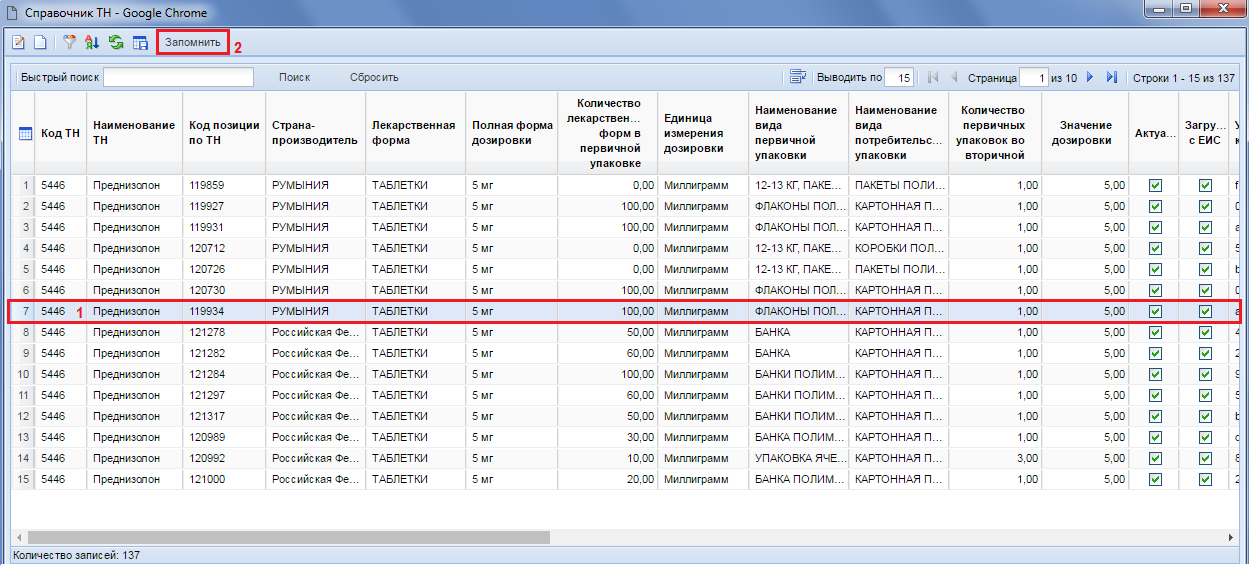 Справочник ТН - Google Chrome
Запомнить 2
Быстрый поиск Поиск Сбросить Выводить по 15 Страница 1 из 10 Строки 1 - 15 из 137
Код ТН Наименование ТН Код позиции по ТН Страна-производитель Лекарственная форма Полная форма дозировки Количество лекарствен... форм в первичной упаковке Единица измерения дозировки Наименование вида первичной упаковки Наименование вида потребительс... упаковки Количество первичных упаковок во вторичной Значение дозировки Актуа... Загру... с ЕИС
1 5446 Преднизолон 119859 РУМЫНИЯ ТАБЛЕТКИ 5 мг 0,00 Миллиграмм 12-13 КГ, ПАКЕ... ПАКЕТЫ ПОЛИ... 1,00 5,00 f
2 5446 Преднизолон 119927 РУМЫНИЯ ТАБЛЕТКИ 5 мг 100,00 Миллиграмм ФЛАКОНЫ ПОЛ... КАРТОННАЯ П... 1,00 5,00 0
3 5446 Преднизолон 119931 РУМЫНИЯ ТАБЛЕТКИ 5 мг 100,00 Миллиграмм ФЛАКОНЫ ПОЛ... КАРТОННАЯ П... 1,00 5,00 a
4 5446 Преднизолон 120712 РУМЫНИЯ ТАБЛЕТКИ 5 мг 0,00 Миллиграмм 12-13 КГ, ПАКЕ... КОРОБКИ ПОЛ... 1,00 5,00 5
5 5446 Преднизолон 120726 РУМЫНИЯ ТАБЛЕТКИ 5 мг 0,00 Миллиграмм 12-13 КГ, ПАКЕ... ПАКЕТЫ ПОЛИ... 1,00 5,00 b
6 5446 Преднизолон 120730 РУМЫНИЯ ТАБЛЕТКИ 5 мг 100,00 Миллиграмм ФЛАКОНЫ ПОЛ... КАРТОННАЯ П... 1,00 5,00 0
7 5446 1 Преднизолон 119934 РУМЫНИЯ ТАБЛЕТКИ 5 мг 100,00 Миллиграмм ФЛАКОНЫ ПОЛ... КАРТОННАЯ П... 1,00 5,00 a
8 5446 Преднизолон 121278 Российская Фе... ТАБЛЕТКИ 5 мг 50,00 Миллиграмм БАНКА КАРТОННАЯ П... 1,00 5,00 4
9 5446 Преднизолон 121282 Российская Фе... ТАБЛЕТКИ 5 мг 60,00 Миллиграмм БАНКА КАРТОННАЯ П... 1,00 5,00 2
10 5446 Преднизолон 121284 Российская Фе... ТАБЛЕТКИ 5 мг 100,00 Миллиграмм БАНКИ ПОЛИМ... КАРТОННАЯ П... 1,00 5,00 9
11 5446 Преднизолон 121297 Российская Фе... ТАБЛЕТКИ 5 мг 60,00 Миллиграмм БАНКИ ПОЛИМ... КАРТОННАЯ П... 1,00 5,00 5
12 5446 Преднизолон 121317 Российская Фе... ТАБЛЕТКИ 5 мг 50,00 Миллиграмм БАНКИ ПОЛИМ... КАРТОННАЯ П... 1,00 5,00 b
13 5446 Преднизолон 120989 Российская Фе... ТАБЛЕТКИ 5 мг 30,00 Миллиграмм БАНКА ПОЛИМ... КАРТОННАЯ П... 1,00 5,00
14 5446 Преднизолон 120992 Российская Фе... ТАБЛЕТКИ 5 мг 10,00 Миллиграмм УПАКОВКА ЯЧЕ... КАРТОННАЯ П... 3,00 5,00 8
15 5446 Преднизолон 121000 Российская Фе... ТАБЛЕТКИ 5 мг 20,00 Миллиграмм БАНКА ПОЛИМ... КАРТОННАЯ П... 1,00 5,00 2
Количество записей: 137